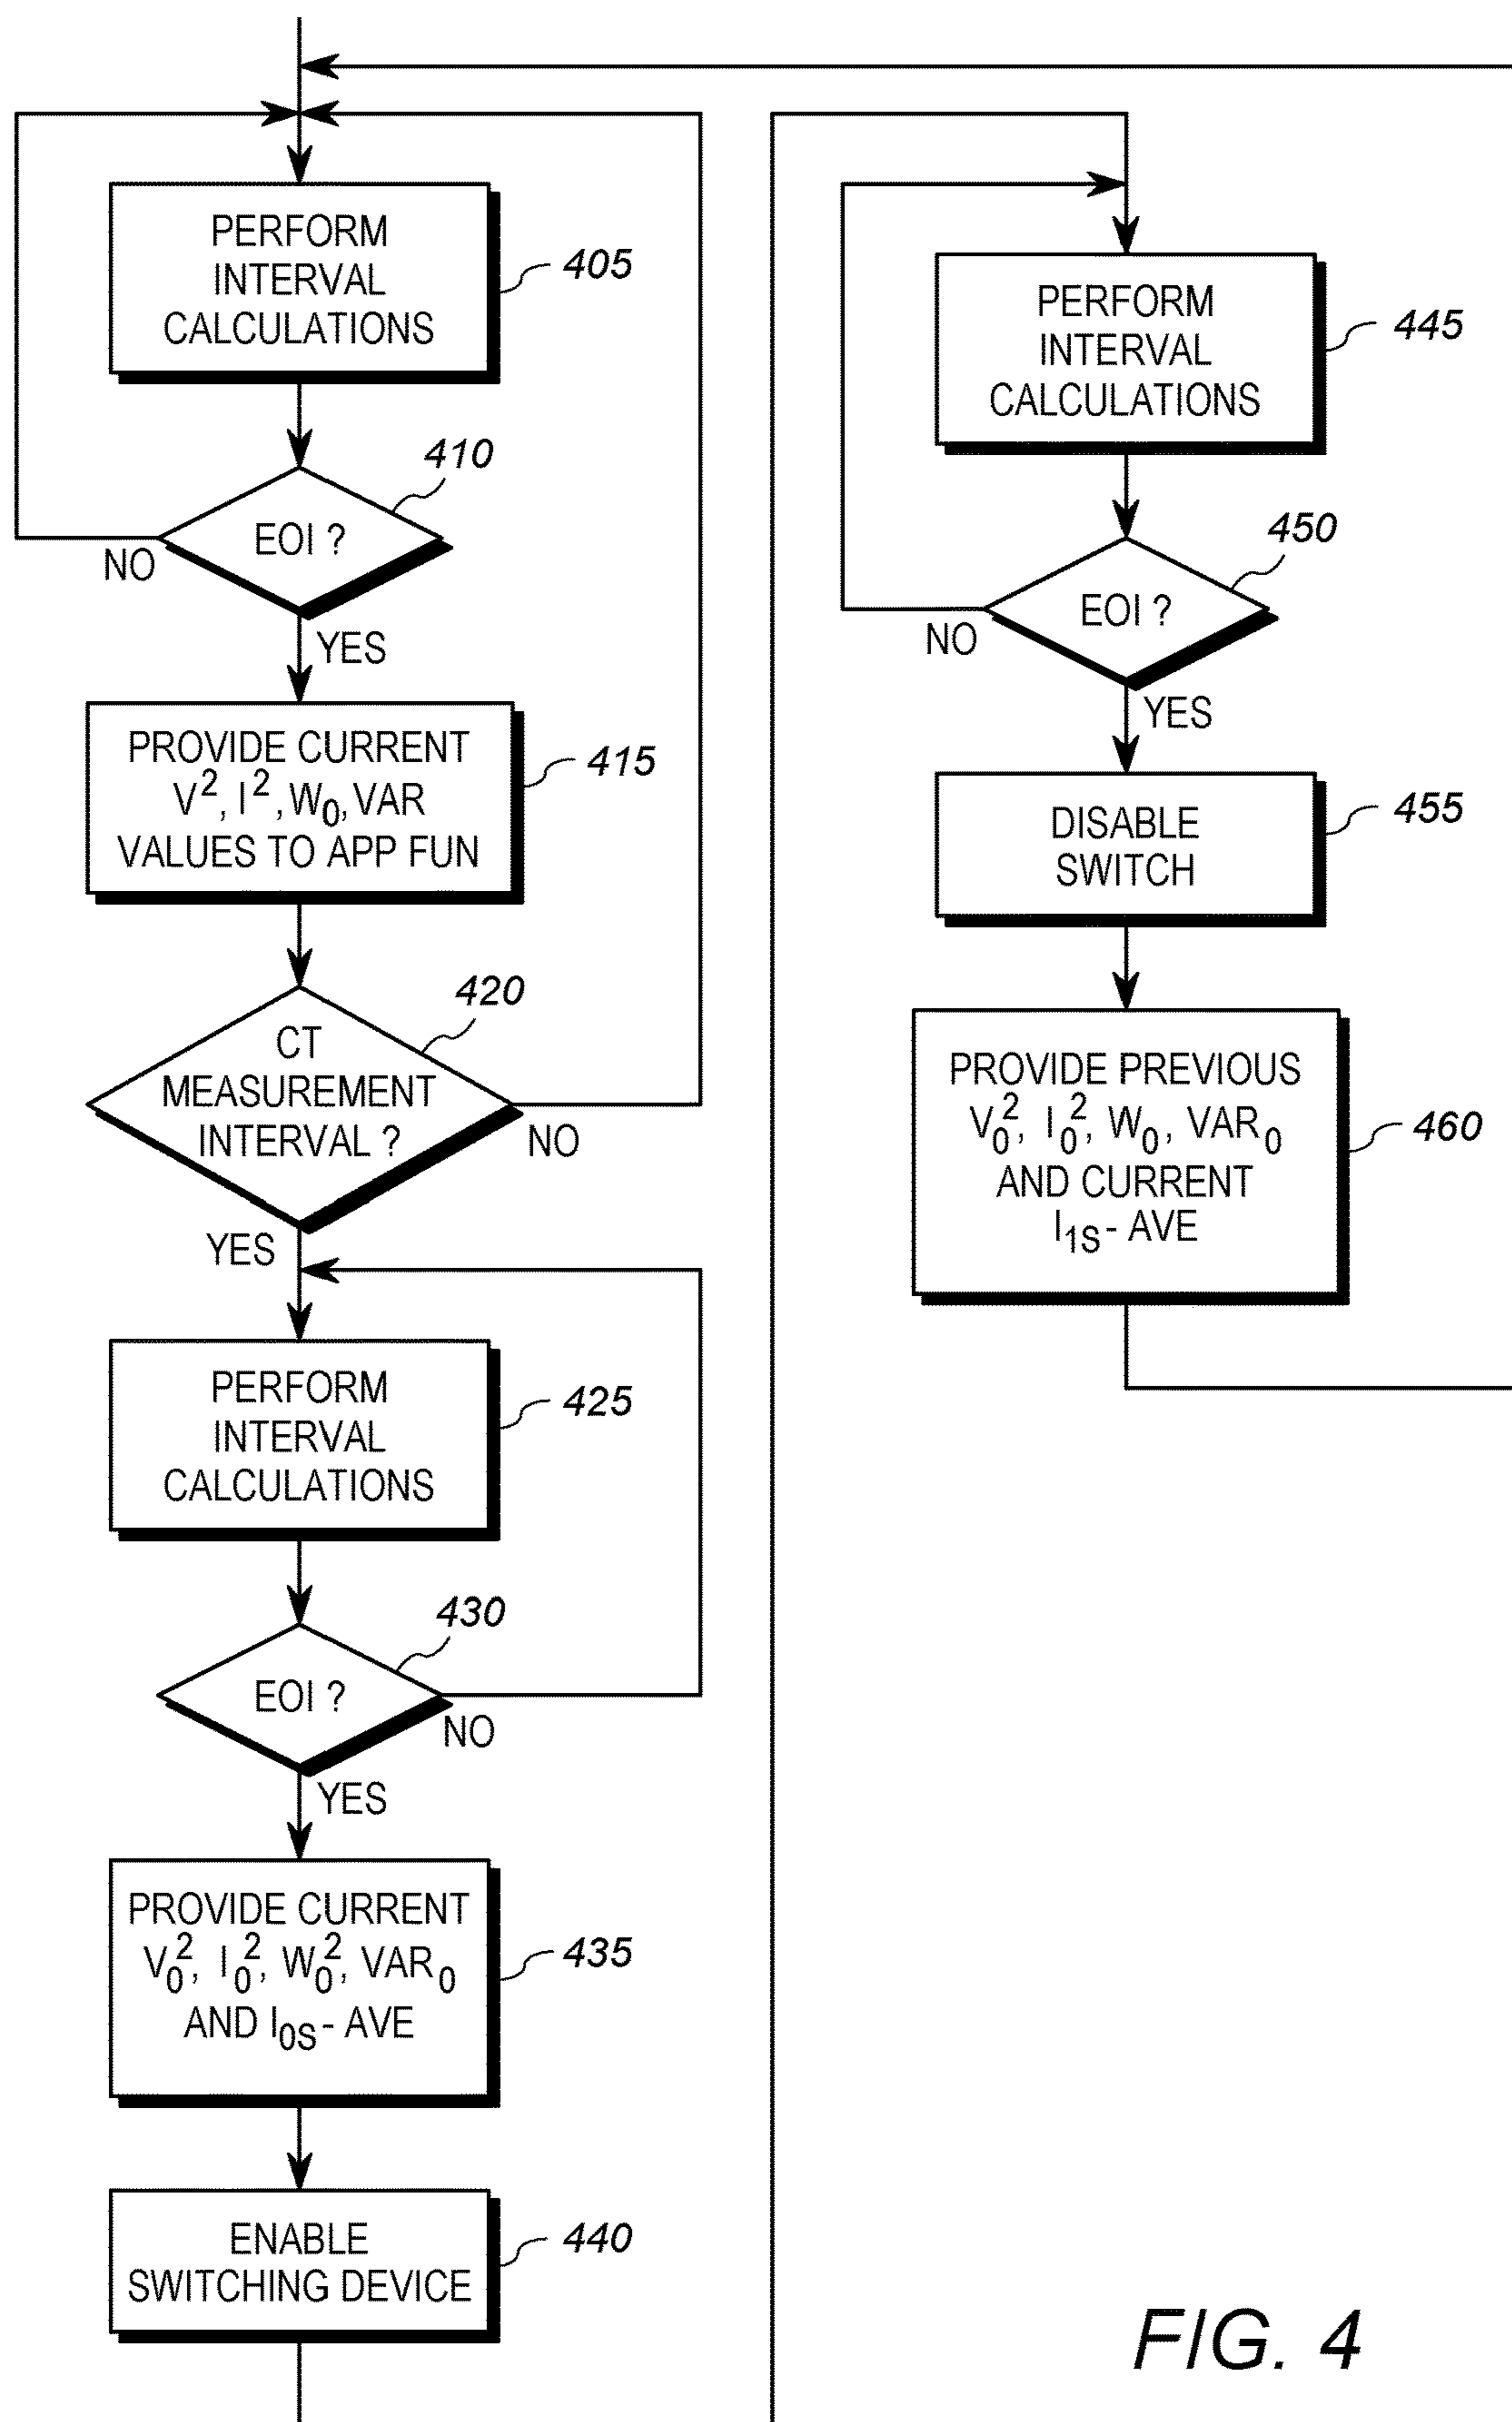 PERFORM
INTERVAL
CALCULATIONS
405
410
EOI ?
NO
YES
PROVIDE CURRENT
V², I², W₀, VAR
VALUES TO APP FUN
415
420
CT
MEASUREMENT
INTERVAL ?
NO
YES
PERFORM
INTERVAL
CALCULATIONS
425
430
EOI ?
NO
YES
PROVIDE CURRENT
V₀², I₀², W₀², VAR₀
AND I₀S - AVE
435
ENABLE
SWITCHING DEVICE
440
PERFORM
INTERVAL
CALCULATIONS
445
450
EOI ?
NO
YES
DISABLE
SWITCH
455
PROVIDE PREVIOUS
V₀², I₀², W₀, VAR₀
AND CURRENT
I₁S - AVE
460
FIG. 4